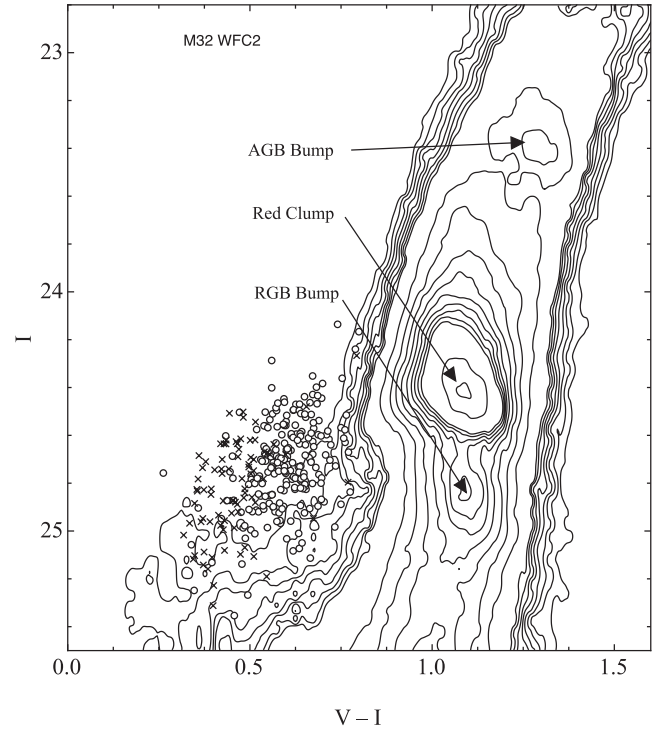 M32 WFC2
23
AGB Bump
Red Clump
24
RGB Bump
I
25
0.0 0.5 1.0 1.5
V – I